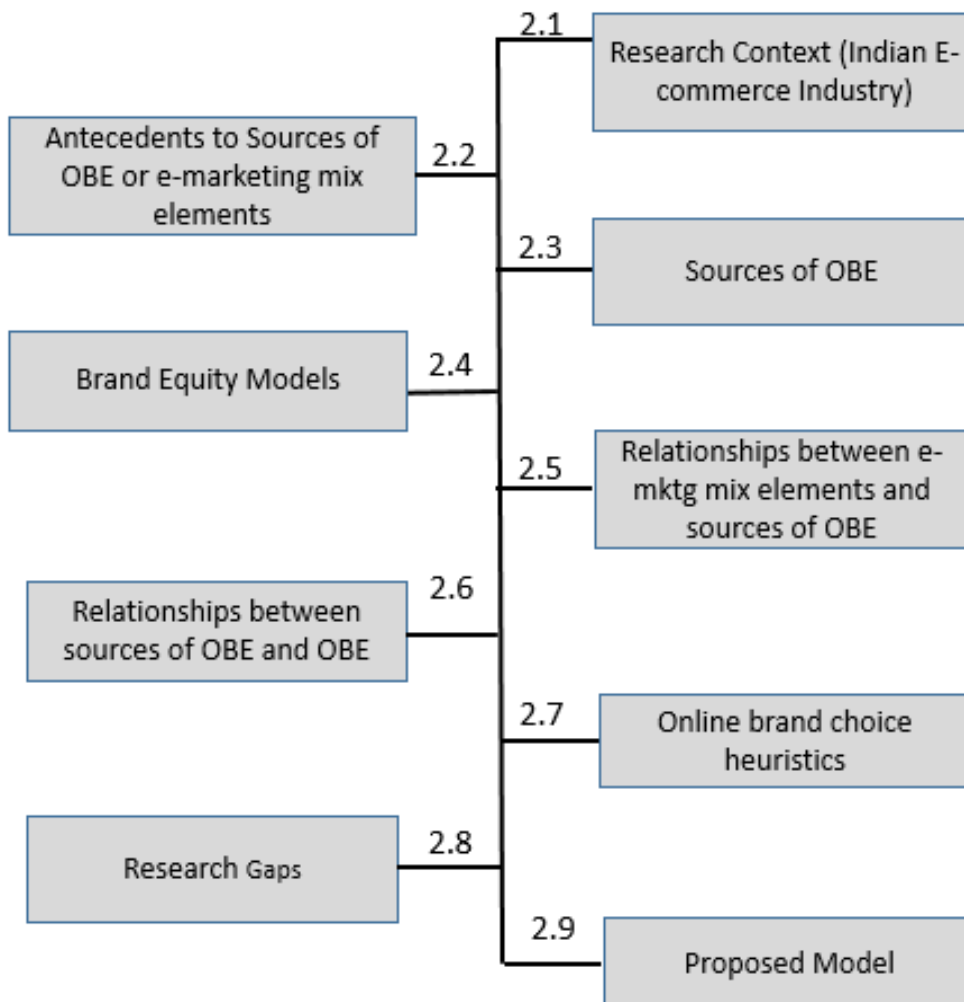 2.1
Research Context (Indian E-
commerce Industry)
Antecedents to Sources of
OBE or e-marketing mix
elements
2.2
2.3
Sources of OBE
Brand Equity Models
2.4
2.5
Relationships between e-
mktg mix elements and
sources of OBE
Relationships between
sources of OBE and OBE
2.6
2.7
Online brand choice
heuristics
Research Gaps
2.8
2.9
Proposed Model